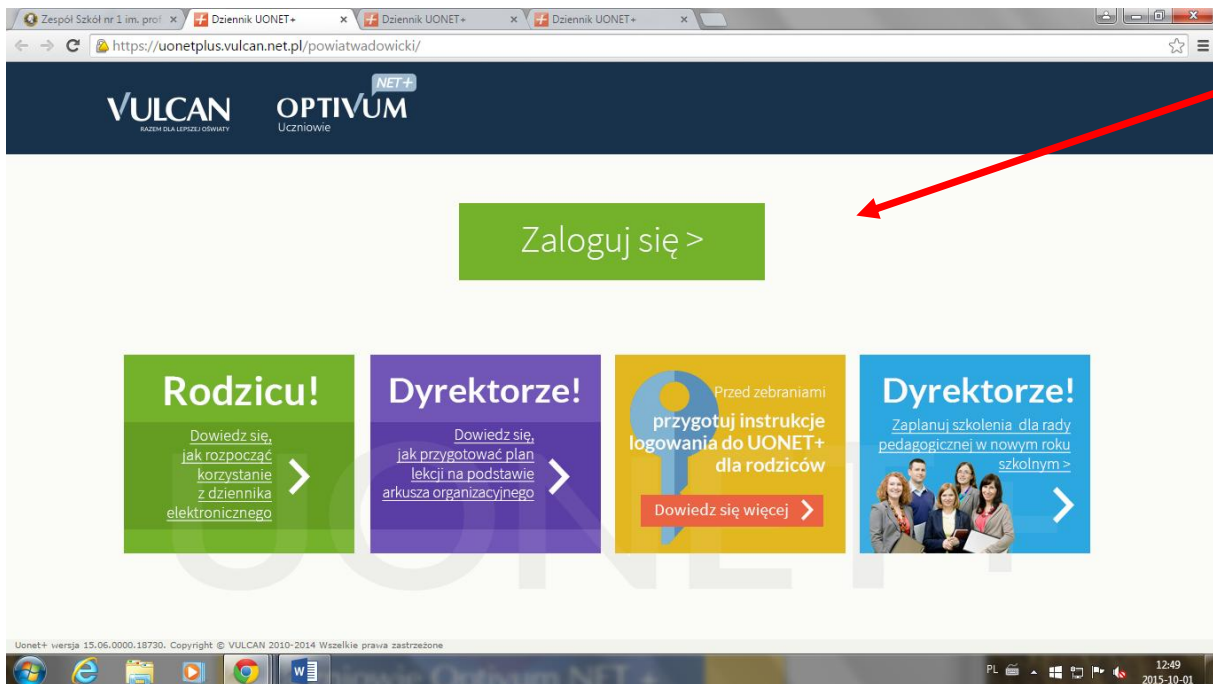 Zespół Szkół nr 1 im. prof
Dziennik UONET+
Dziennik UONET+
Dziennik UONET+
https://uonetplus.vulcan.net.pl/powiatwadowicki/
VULCAN
RAZEM DLA LEPSZEJ OŚWIATY
NET+
OPTIVUM
Uczniowie
Zaloguj się >
Rodzicu!
Dowiedz się,
jak rozpocząć
korzystanie
z dziennika
elektronicznego
Dyrektorze!
Dowiedz się,
jak przygotować plan
lekcji na podstawie
arkusza organizacyjnego
Przed zebraniami
przygotuj instrukcje
logowania do UONET+
dla rodziców
Dowiedz się więcej
Dyrektorze!
Zaplanuj szkolenia dla rady
pedagogicznej w nowym roku
szkolnym >
UONET+
Uonet+ wersja 15.06.0000.18730. Copyright © VULCAN 2010-2014 Wszelkie prawa zastrzeżone
Optivum NET +
PL
12:49
2015-10-01